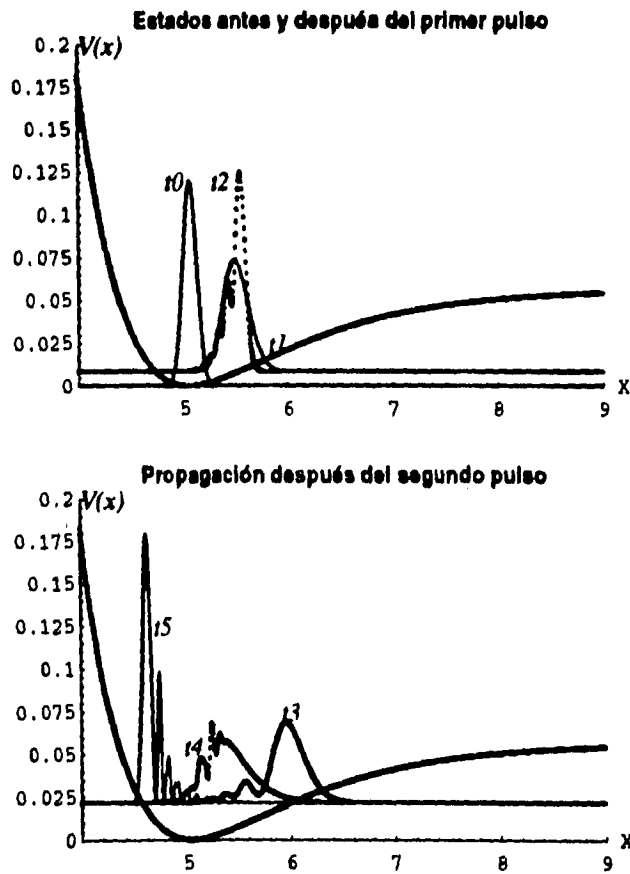 Estados antes y despuéa del primer pulso
V(x)
0.2
0.175
0.15
0.125
0.1
0.075
0.05
0.025
0
t0
t2
t1
5
6
7
8
9
X
Propagación después del segundo pulso
V(x)
0.2
0.175
0.15
0.125
0.1
0.075
0.05
0.025
0
t5
t4
t3
5
6
7
8
9
X